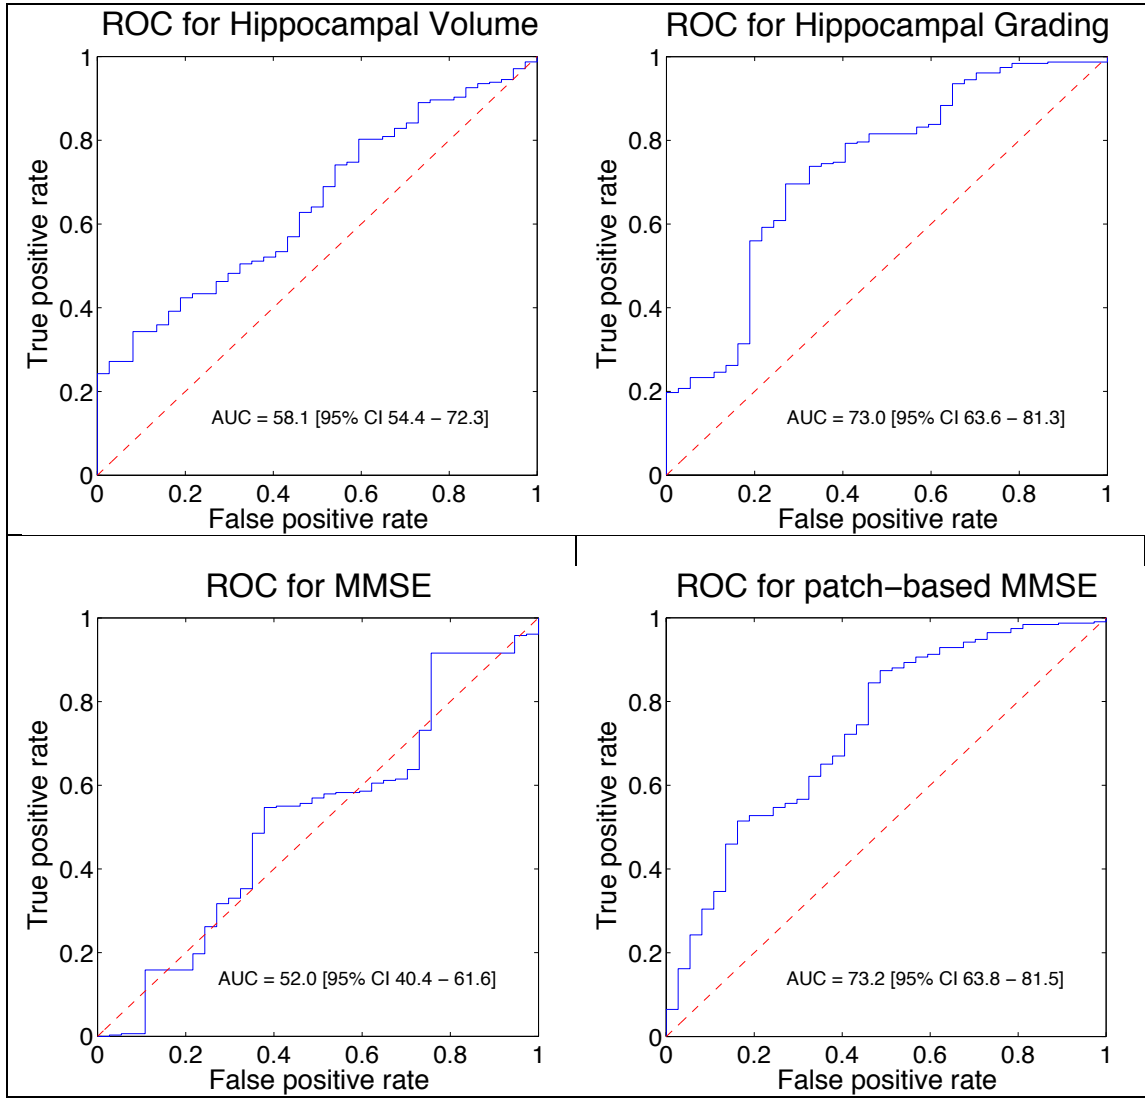 ROC for Hippocampal Volume
1
0.8
0.6
0.4
0.2
0
True positive rate
AUC = 58.1 [95% CI 54.4 − 72.3]
0 0.2 0.4 0.6 0.8 1
False positive rate
ROC for Hippocampal Grading
1
0.8
0.6
0.4
0.2
0
True positive rate
AUC = 73.0 [95% CI 63.6 − 81.3]
0 0.2 0.4 0.6 0.8 1
False positive rate
ROC for MMSE
1
0.8
0.6
0.4
0.2
0
True positive rate
AUC = 52.0 [95% CI 40.4 − 61.6]
0 0.2 0.4 0.6 0.8 1
False positive rate
ROC for patch−based MMSE
1
0.8
0.6
0.4
0.2
0
True positive rate
AUC = 73.2 [95% CI 63.8 − 81.5]
0 0.2 0.4 0.6 0.8 1
False positive rate